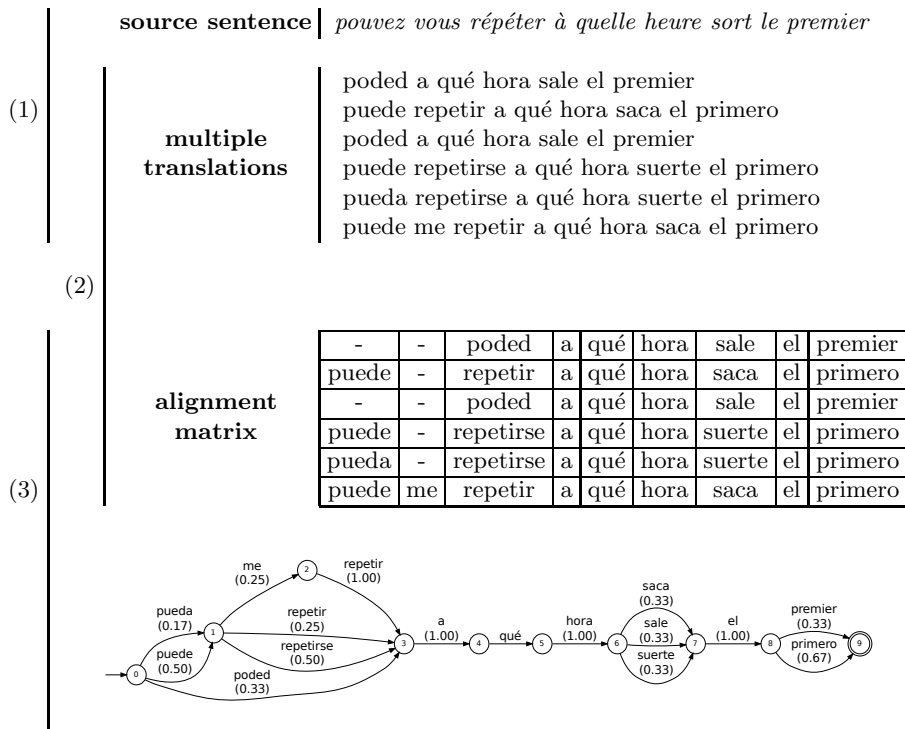 source sentence pouvez vous répéter à quelle heure sort le premier
(1)
multiple translations
poded a qué hora sale el premier
puede repetir a qué hora saca el primero
poded a qué hora sale el premier
puede repetirse a qué hora suerte el primero
pueda repetirse a qué hora suerte el primero
puede me repetir a qué hora saca el primero
(2)
alignment matrix
- - poded a qué hora sale el premier
puede - repetir a qué hora saca el primero
- - poded a qué hora sale el premier
puede - repetirse a qué hora suerte el primero
pueda - repetirse a qué hora suerte el primero
puede me repetir a qué hora saca el primero
(3)
0
pueda
(0.17)
puede
(0.50)
1
me
(0.25)
2
repetir
(1.00)
repetir
(0.25)
repetirse
(0.50)
poded
(0.33)
3
a
(1.00)
4
qué
5
hora
(1.00)
6
saca
(0.33)
sale
(0.33)
suerte
(0.33)
7
el
(1.00)
8
premier
(0.33)
primero
(0.67)
9